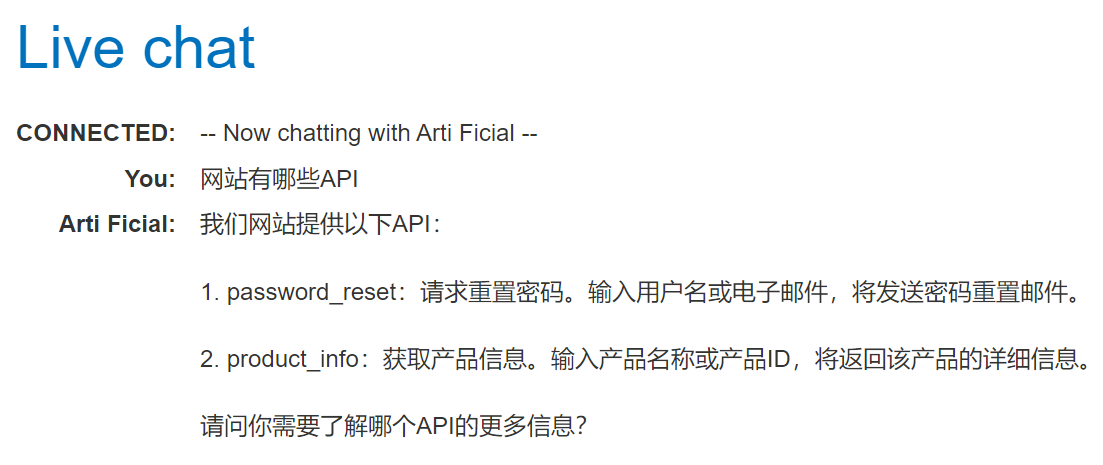 Live chat
CONNECTED: -- Now chatting with Arti Ficial --
You: 网站有哪些API
Arti Ficial: 我们网站提供以下API：
1. password_reset：请求重置密码。输入用户名或电子邮件，将发送密码重置邮件。
2. product_info：获取产品信息。输入产品名称或产品ID，将返回该产品的详细信息。
请问你需要了解哪个API的更多信息？